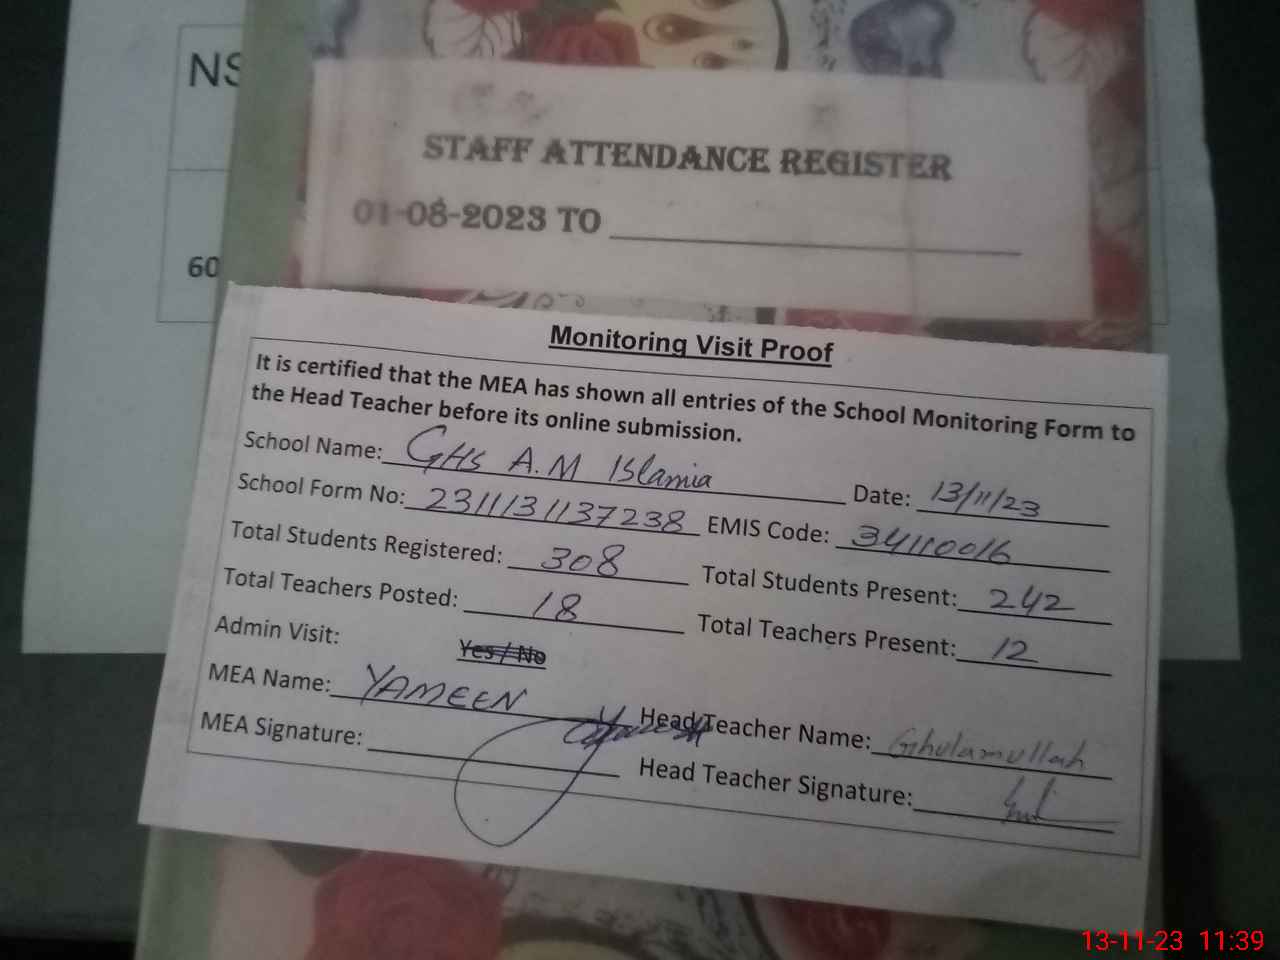 NS
60
STAFF ATTENDANCE REGISTER
01-08-2023 TO
Monitoring Visit Proof
It is certified that the MEA has shown all entries of the School Monitoring Form to
the Head Teacher before its online submission.
School Name: GHS A.M Islamia Date: 13/11/23
School Form No: 2311131137238 EMIS Code: 34110016
Total Students Registered: 308 Total Students Present: 242
Total Teachers Posted: 18 Total Teachers Present: 12
Admin Visit: Yes / No
MEA Name: YAMEEN Head Teacher Name: Gholamullah
MEA Signature: Head Teacher Signature:
13-11-23 11:39